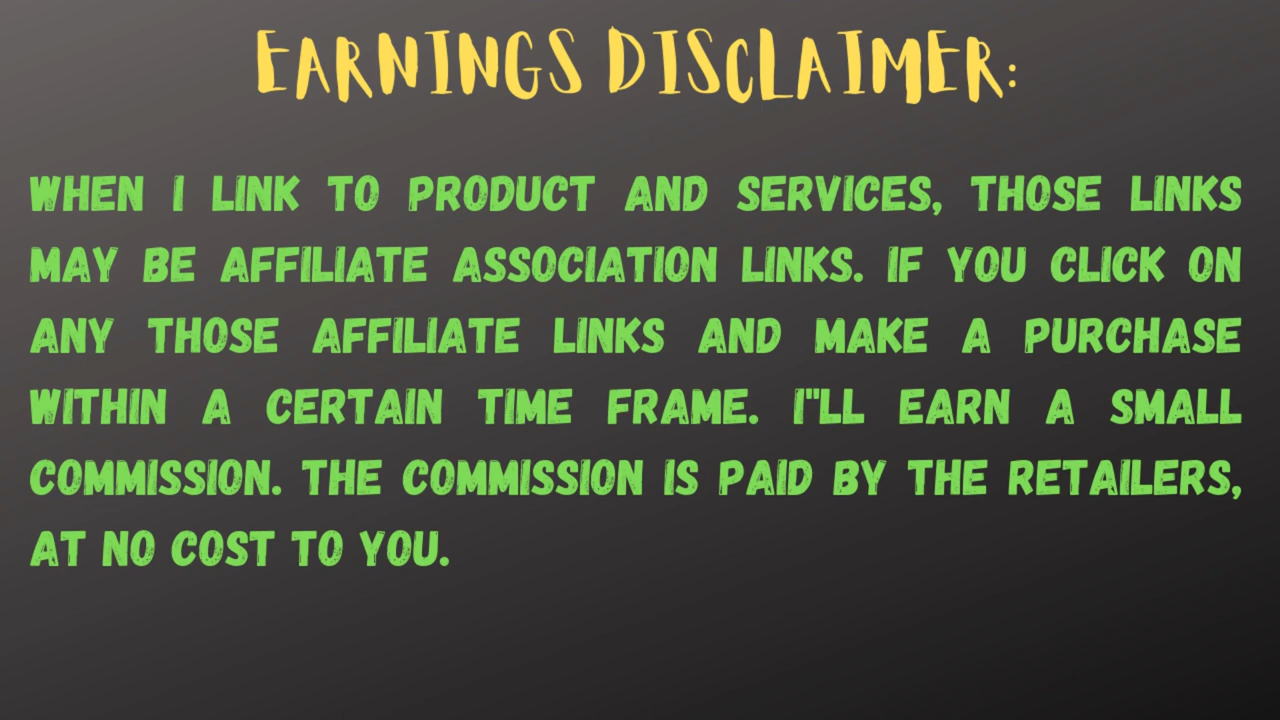 EARNINGS DISCLAIMER:
WHEN I LINK TO PRODUCT AND SERVICES, THOSE LINKS
MAY BE AFFILIATE ASSOCIATION LINKS. IF YOU CLICK ON
ANY THOSE AFFILIATE LINKS AND MAKE A PURCHASE
WITHIN A CERTAIN TIME FRAME. I"LL EARN A SMALL
COMMISSION. THE COMMISSION IS PAID BY THE RETAILERS,
AT NO COST TO YOU.